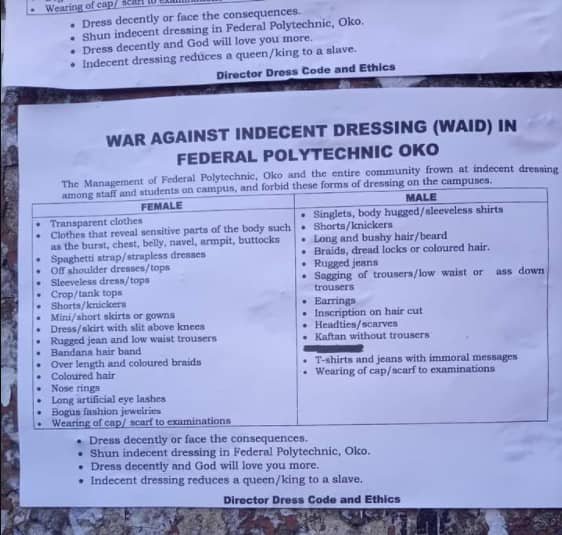 Wearing of cap/ scarf to
Dress decently or face the consequences.
Shun indecent dressing in Federal Polytechnic, Oko.
Dress decently and God will love you more.
Indecent dressing reduces a queen/king to a slave.
Director Dress Code and Ethics
WAR AGAINST INDECENT DRESSING (WAID) IN
FEDERAL POLYTECHNIC OKO
The Management of Federal Polytechnic, Oko and the entire community frown at indecent dressing
among staff and students on campus, and forbid these forms of dressing on the campuses.
FEMALE
Transparent clothes
Clothes that reveal sensitive parts of the body such
as the burst, chest, belly, navel, armpit, buttocks
Spaghetti strap/strapless dresses
Off shoulder dresses/tops
Sleeveless dress/tops
Crop/tank tops
Shorts/knickers
Mini/short skirts or gowns
Dress/skirt with slit above knees
Rugged jean and low waist trousers
Bandana hair band
Over length and coloured braids
Coloured hair
Nose rings
Long artificial eye lashes
Bogus fashion jewelries
Wearing of cap/ scarf to examinations
MALE
Singlets, body hugged/sleeveless shirts
Shorts/knickers
Long and bushy hair/beard
Braids, dread locks or coloured hair.
Rugged jeans
Sagging of trousers/low waist or ass down
trousers
Earrings
Inscription on hair cut
Headties/scarves
Kaftan without trousers
T-shirts and jeans with immoral messages
Wearing of cap/scarf to examinations
Dress decently or face the consequences.
Shun indecent dressing in Federal Polytechnic, Oko.
Dress decently and God will love you more.
Indecent dressing reduces a queen/king to a slave.
Director Dress Code and Ethics